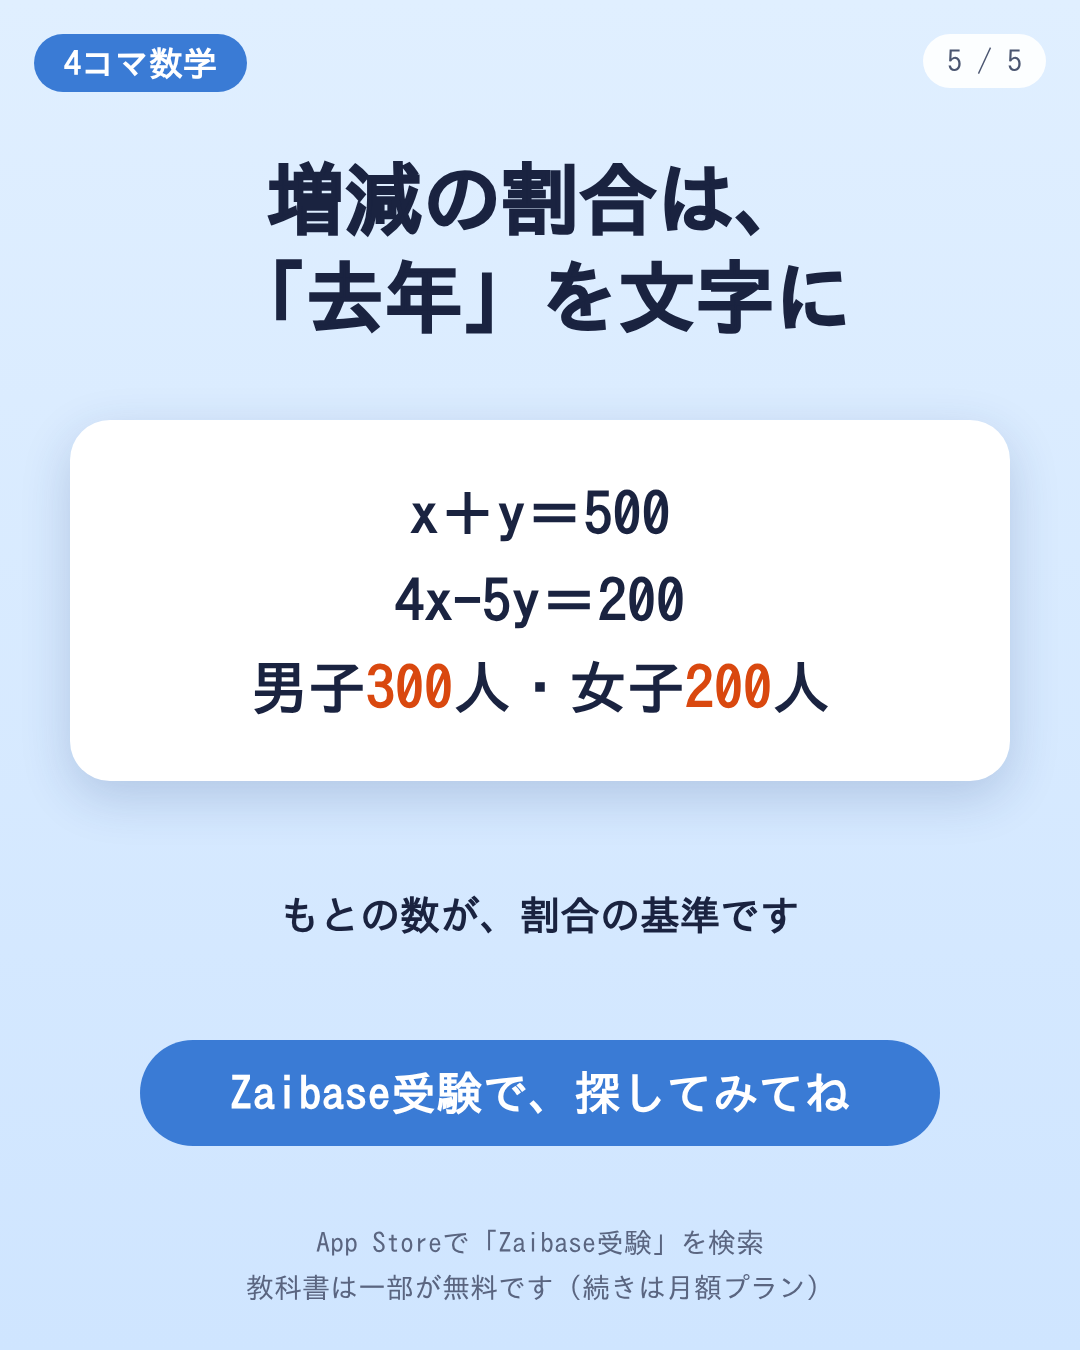 4コマ数学
5 / 5
増減の割合は、
「去年」を文字に
x＋y＝500
4x−5y＝200
男子300人・女子200人
もとの数が、割合の基準です
Zaibase受験で、探してみてね
App Storeで「Zaibase受験」を検索
教科書は一部が無料です（続きは月額プラン）